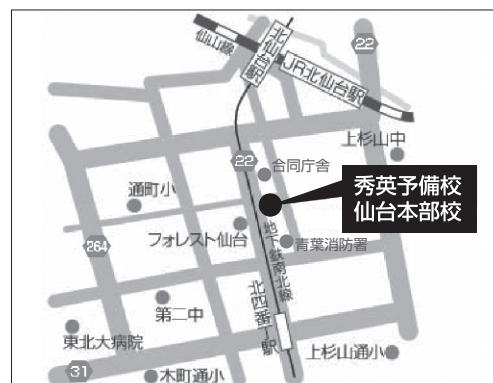 仙山線
北仙台駅
JR北仙台駅
22
上杉山中
22
合同庁舎
秀英予備校
仙台本部校
通町小
フォレスト仙台
地下鉄南北線
青葉消防署
264
北四番丁駅
第二中
東北大病院
上杉山通小
31
木町通小